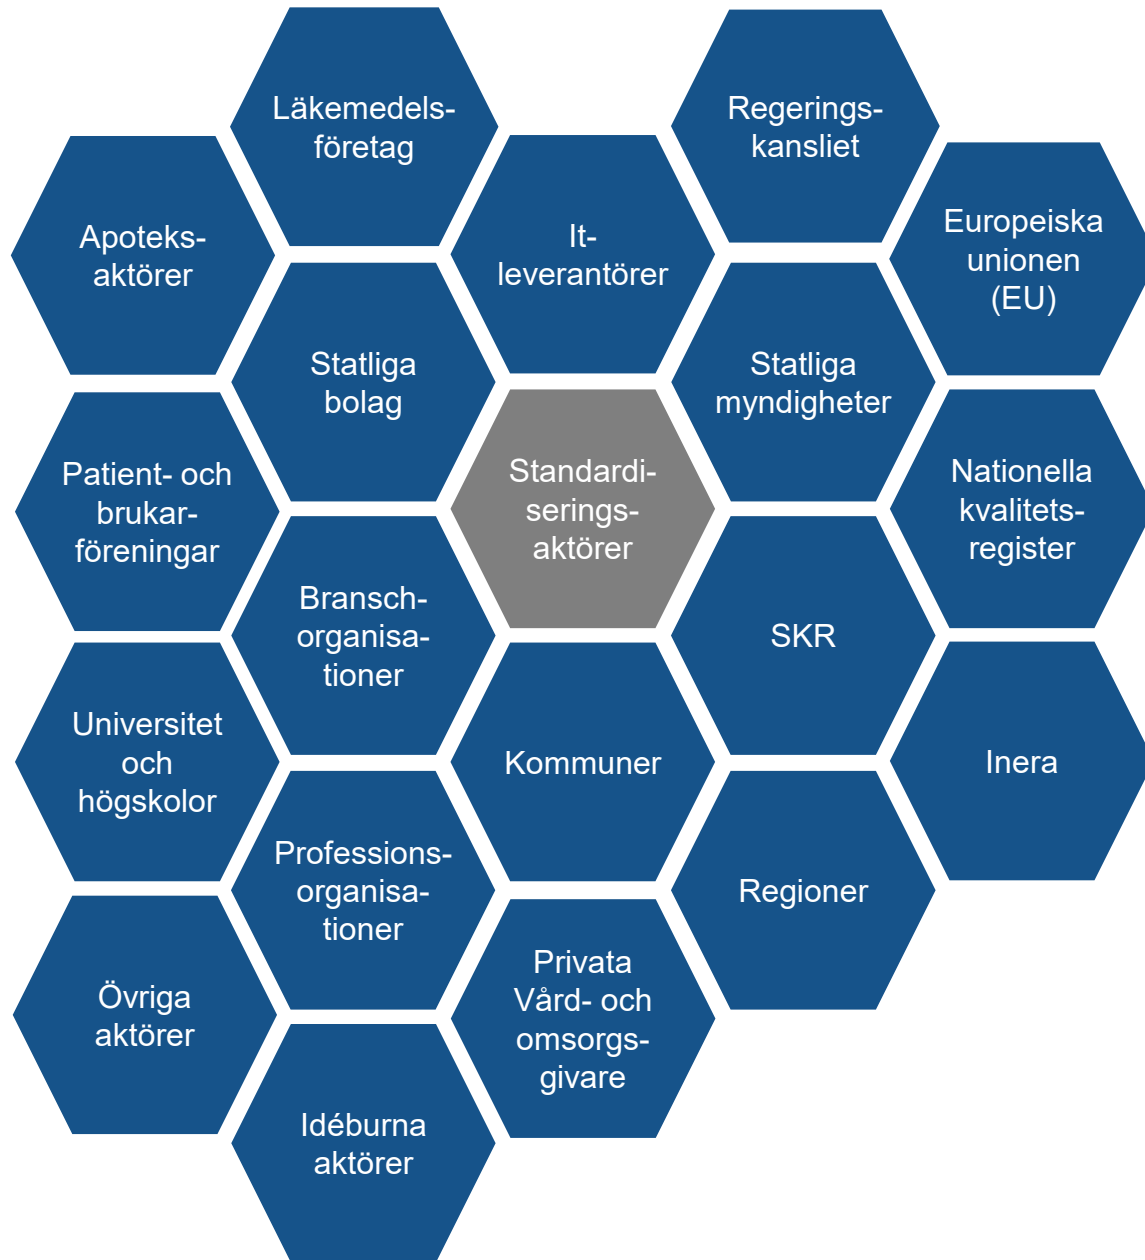 Läkemedels-
företag
Regerings-
kansliet
Apoteks-
aktörer
It-
leverantörer
Europeiska
unionen
(EU)
Statliga
bolag
Statliga
myndigheter
Patient- och
brukar-
föreningar
Standardi-
serings-
aktörer
Nationella
kvalitets-
register
Bransch-
organisa-
tioner
SKR
Universitet
och
högskolor
Kommuner
Inera
Professions-
organisa-
tioner
Regioner
Övriga
aktörer
Privata
Vård- och
omsorgs-
givare
Idéburna
aktörer